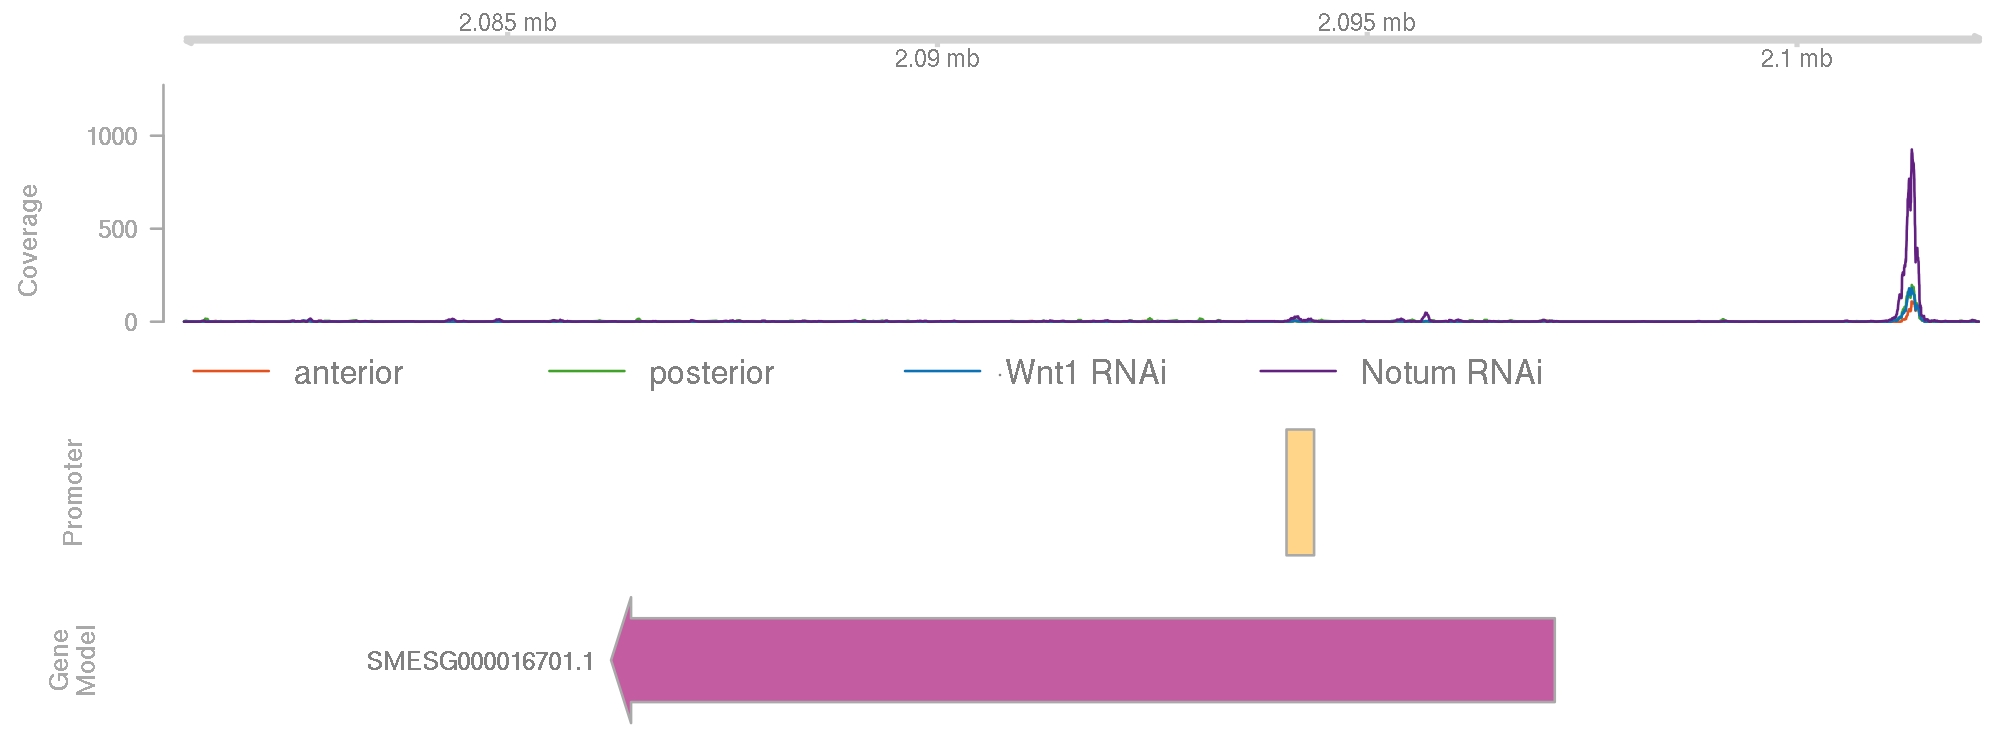 2.085 mb
2.095 mb
2.09 mb
2.1 mb
Coverage
1000
500
0
anterior posterior Wnt1 RNAi Notum RNAi
Promoter
Gene
Model
SMESG000016701.1